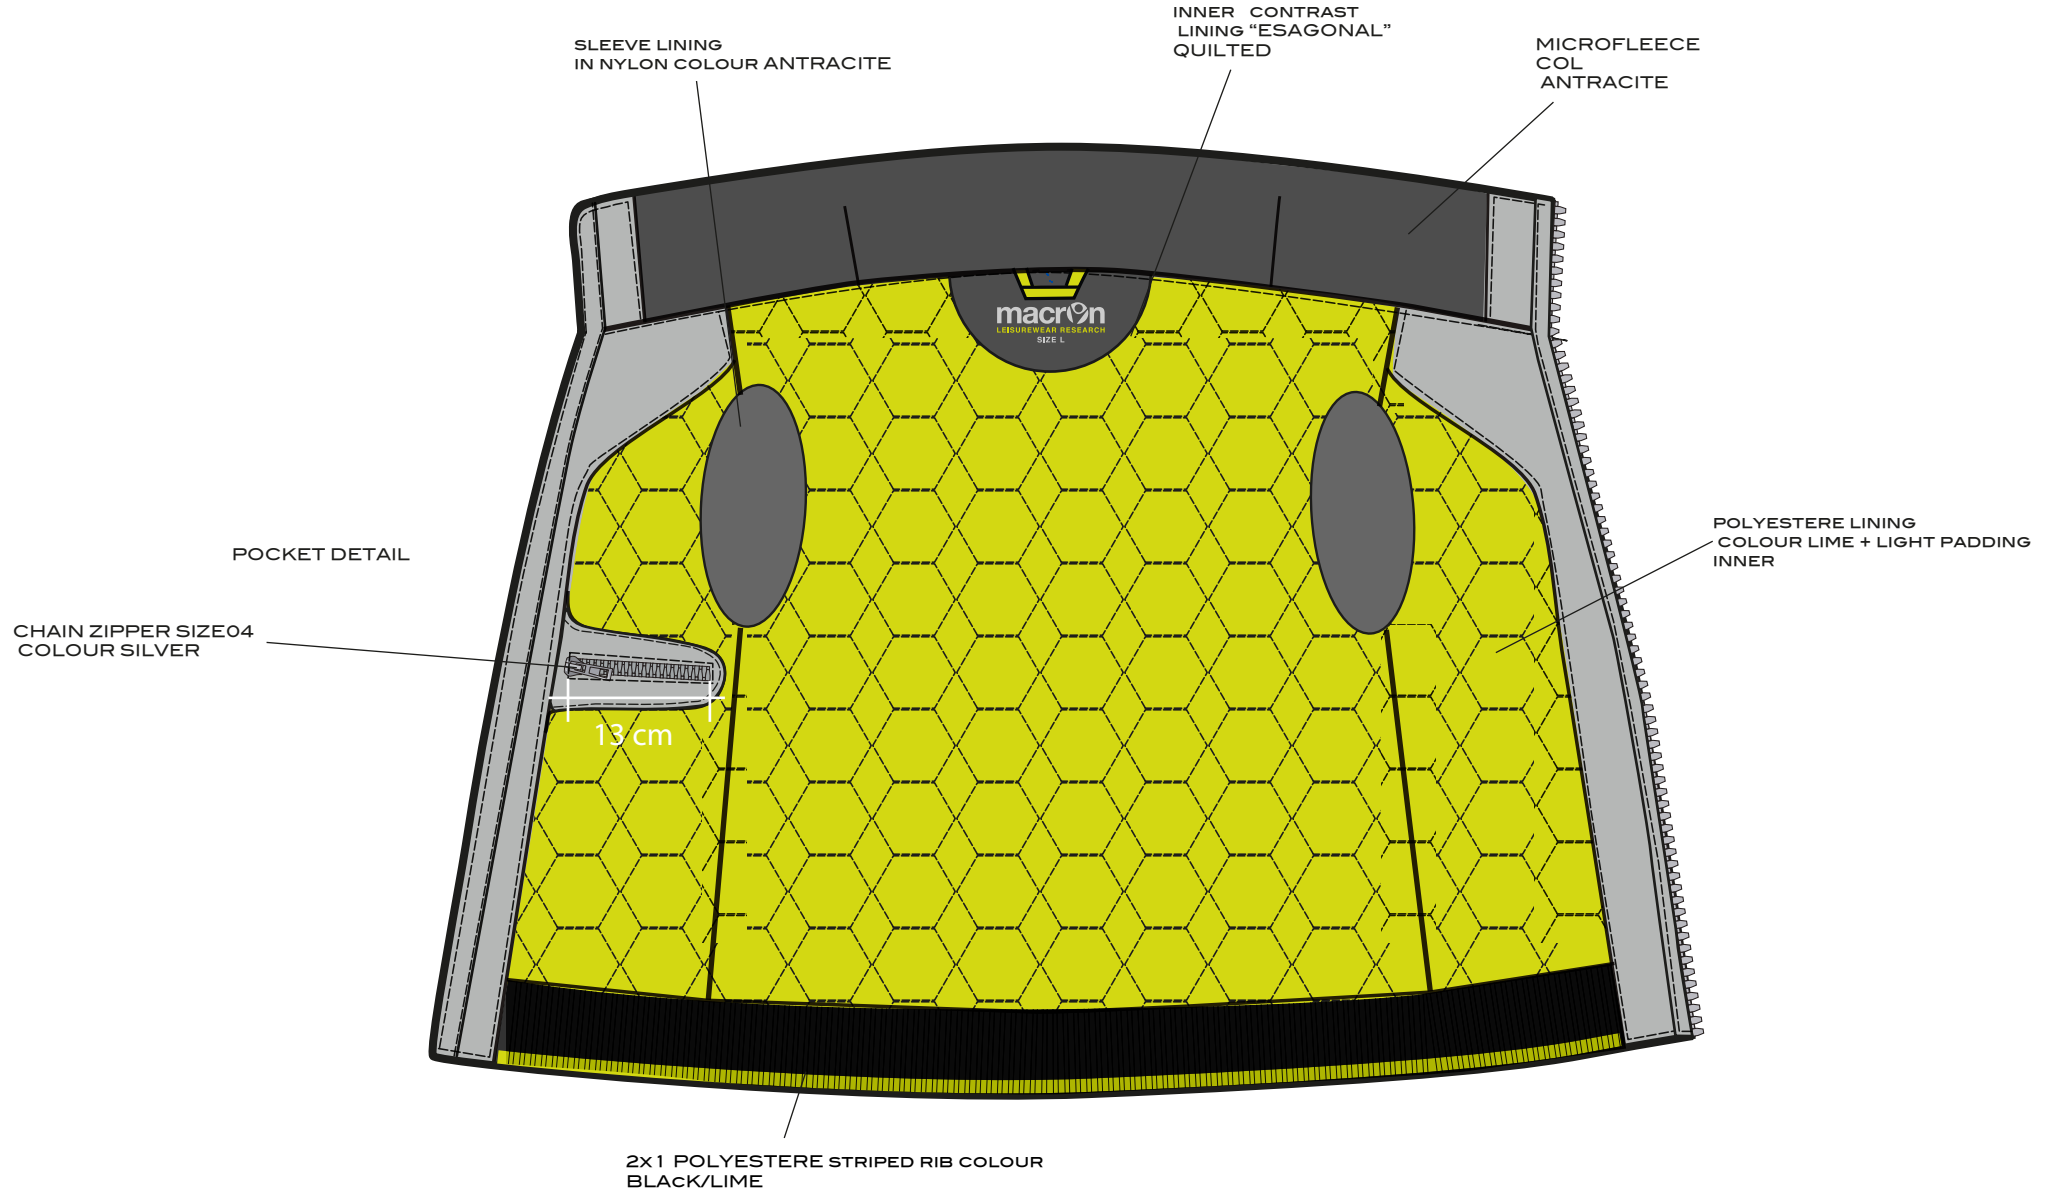 INNER CONTRAST
LINING “ESAGONAL”
QUILTED
SLEEVE LINING
IN NYLON COLOUR ANTRACITE
MICROFLEECE
COL
ANTRACITE
macron
LEISUREWEAR RESEARCH
SIZE L
POLYESTERE LINING
COLOUR LIME + LIGHT PADDING
INNER
POCKET DETAIL
CHAIN ZIPPER SIZE04
COLOUR SILVER
13 cm
2x1 POLYESTERE STRIPED RIB COLOUR
BLAcK/LIME